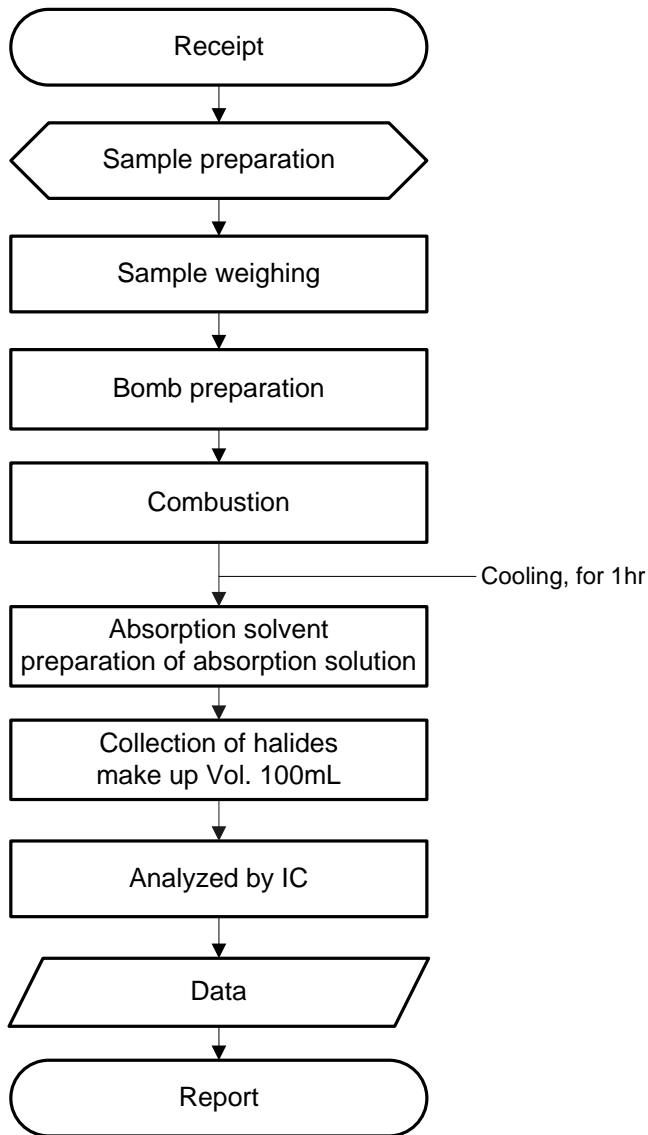 Receipt
Sample preparation
Sample weighing
Bomb preparation
Combustion
Cooling, for 1hr
Absorption solvent
preparation of absorption solution
Collection of halides
make up Vol. 100mL
Analyzed by IC
Data
Report